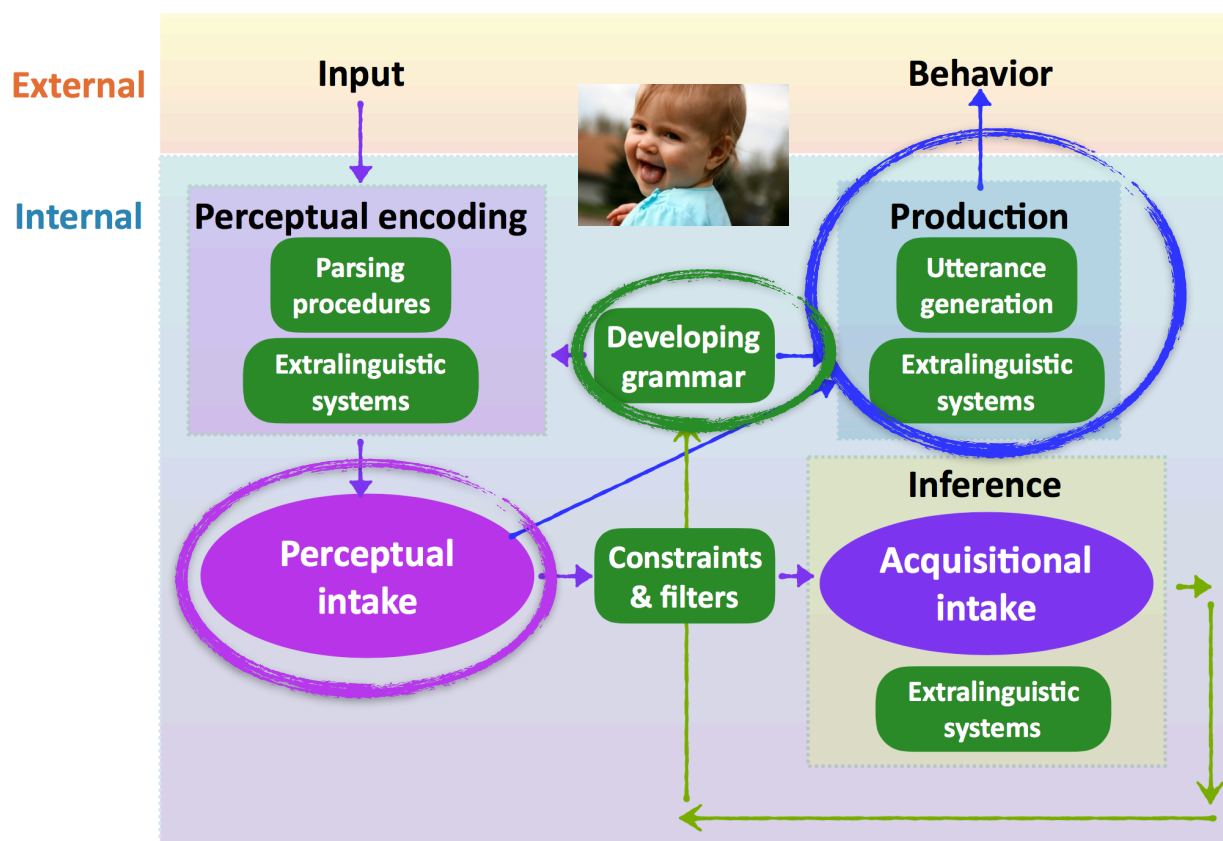 External
Input
Behavior
Internal
Perceptual encoding
Parsing
procedures
Extralinguistic
systems
Developing
grammar
Production
Utterance
generation
Extralinguistic
systems
Perceptual
intake
Constraints
& filters
Inference
Acquisitional
intake
Extralinguistic
systems